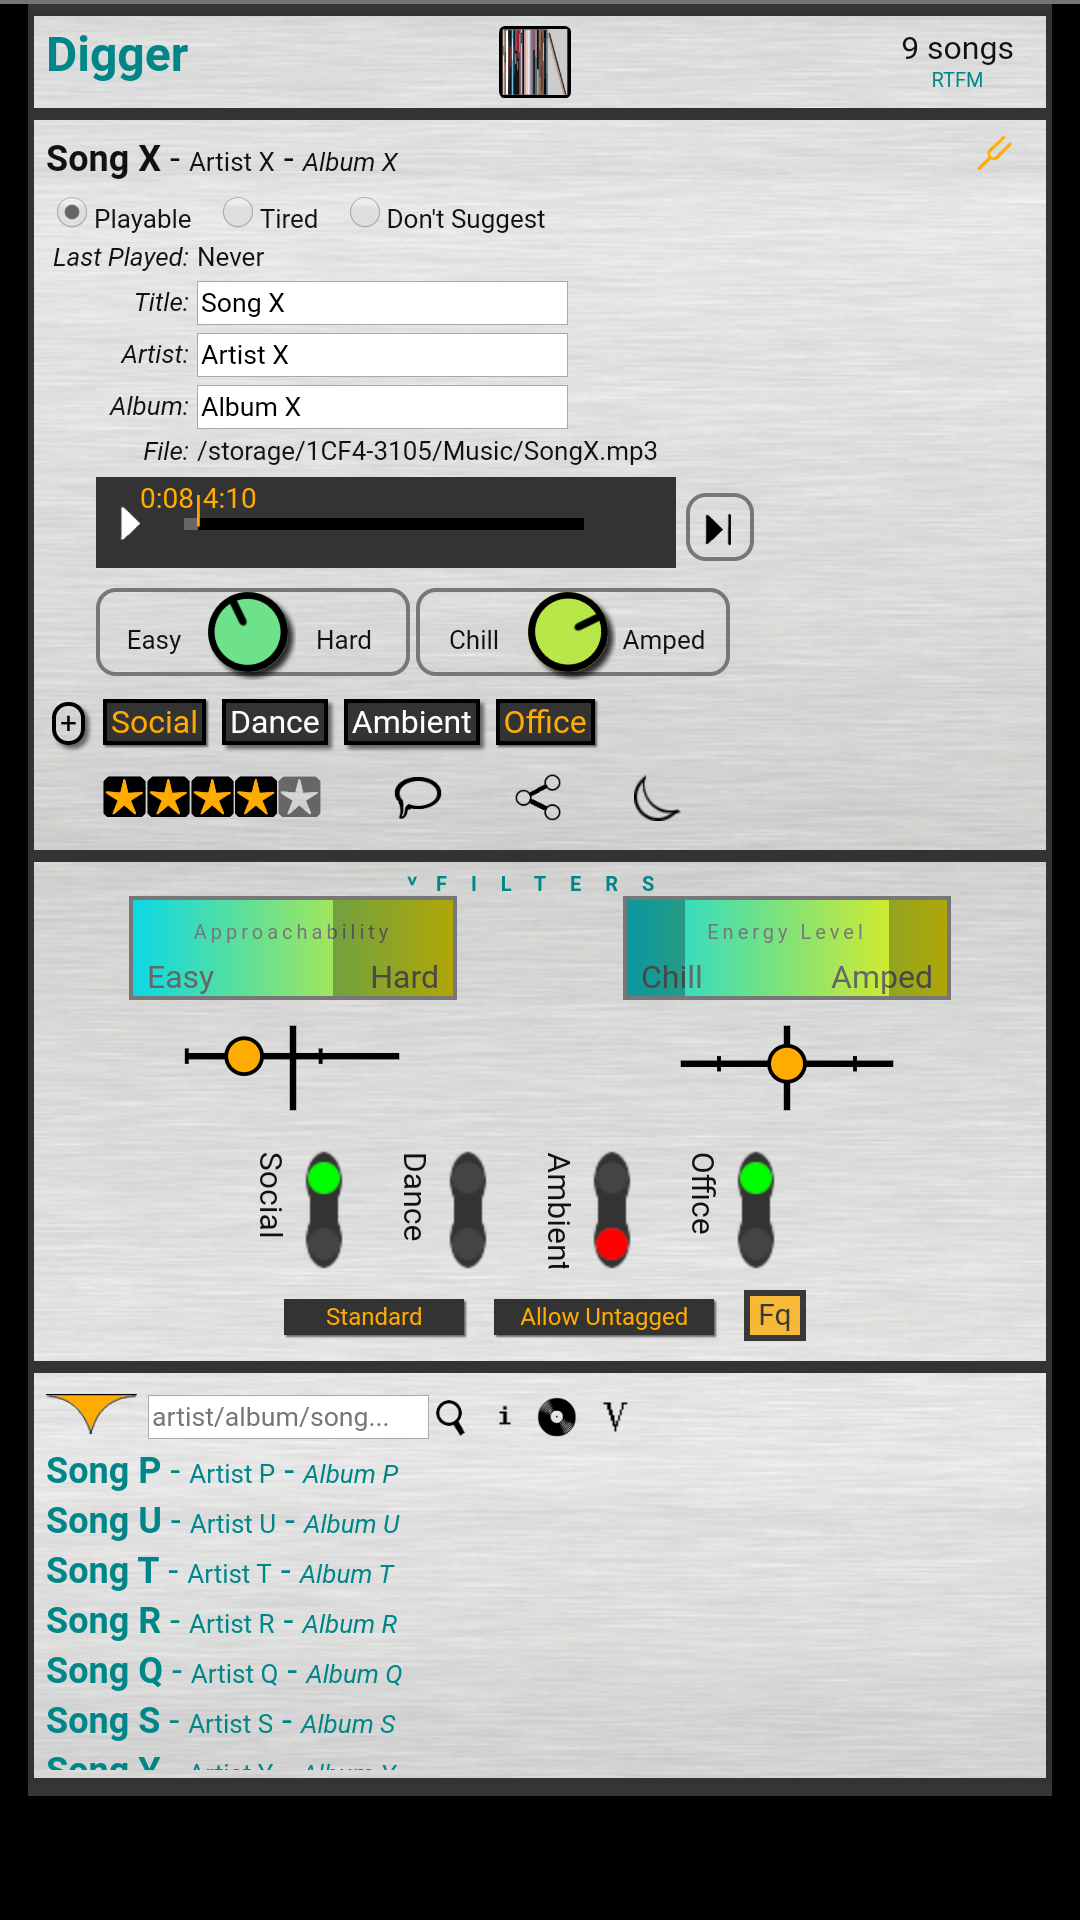 Digger
9 songs
RTFM
Song X - Artist X - Album X
Playable Tired Don't Suggest
Last Played: Never
Title: Song X
Artist: Artist X
Album: Album X
File: /storage/1CF4-3105/Music/SongX.mp3
0:08 4:10
Easy Hard Chill Amped
+ Social Dance Ambient Office
v FILTERS
Approachability Energy Level
Easy Hard Chill Amped
Social Dance Ambient Office
Standard Allow Untagged Fq
artist/album/song... i V
Song P - Artist P - Album P
Song U - Artist U - Album U
Song T - Artist T - Album T
Song R - Artist R - Album R
Song Q - Artist Q - Album Q
Song S - Artist S - Album S